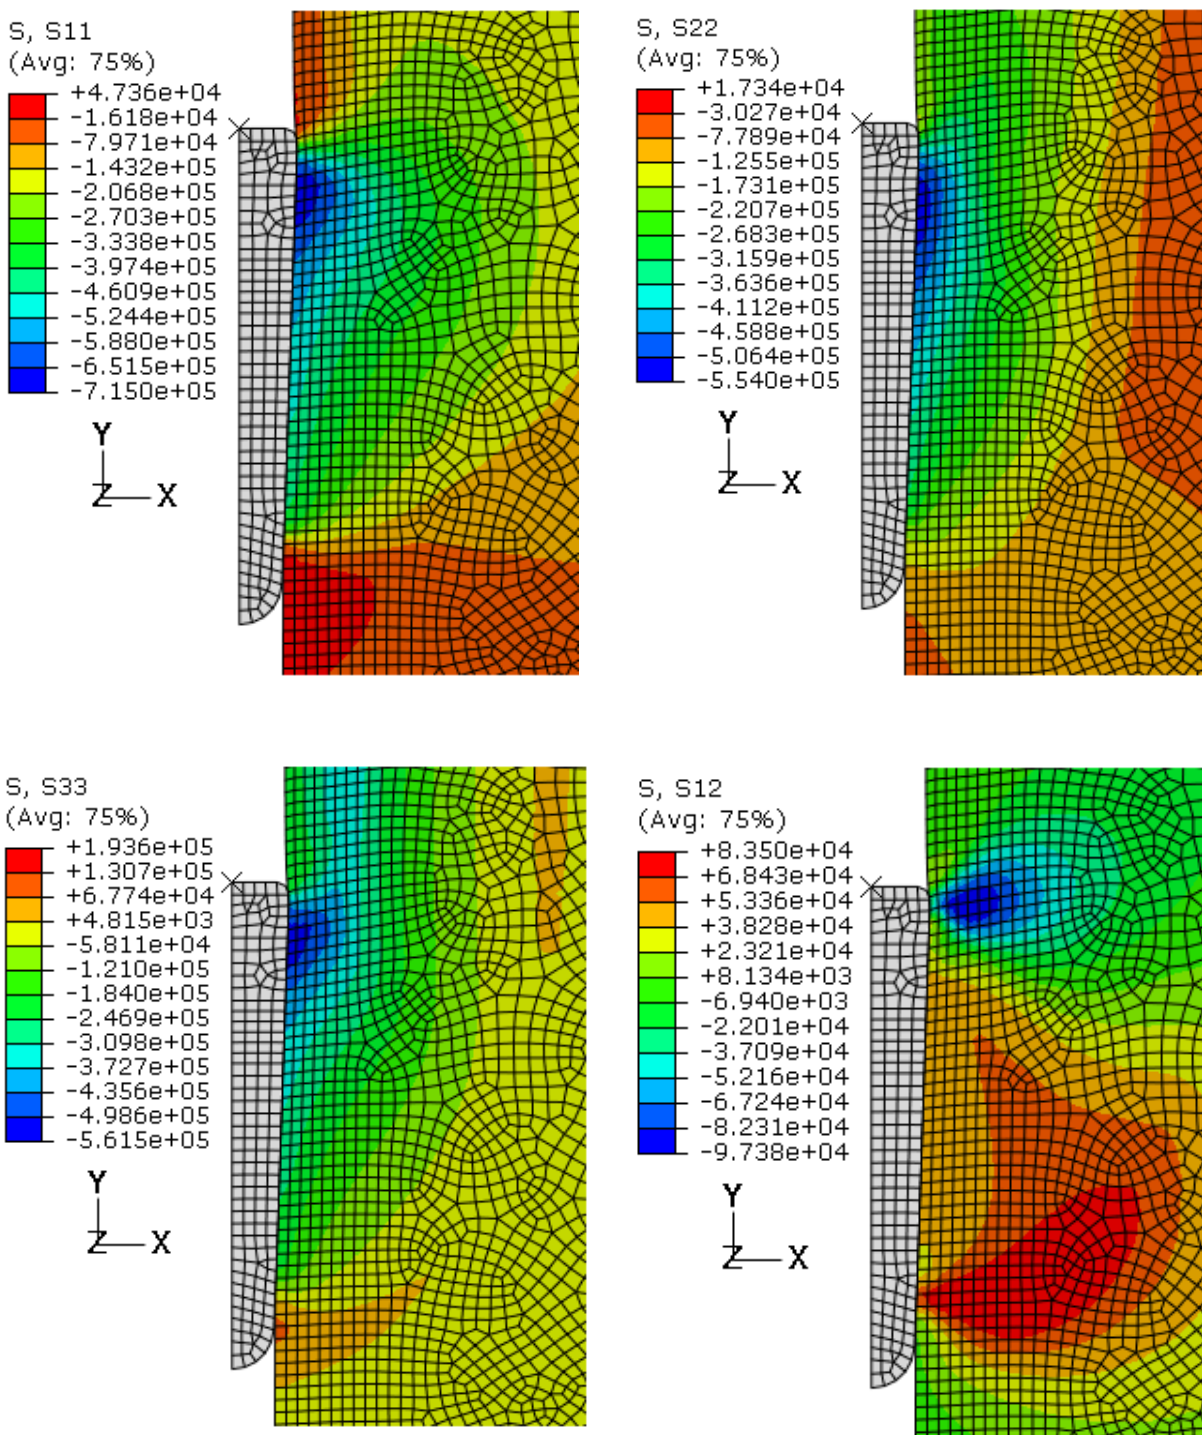 S, S11
(Avg: 75%)
+4.736e+04
-1.618e+04
-7.971e+04
-1.432e+05
-2.068e+05
-2.703e+05
-3.338e+05
-3.974e+05
-4.609e+05
-5.244e+05
-5.880e+05
-6.515e+05
-7.150e+05
Y
Z X
S, S22
(Avg: 75%)
+1.734e+04
-3.027e+04
-7.789e+04
-1.255e+05
-1.731e+05
-2.207e+05
-2.683e+05
-3.159e+05
-3.636e+05
-4.112e+05
-4.588e+05
-5.064e+05
-5.540e+05
Y
Z X
S, S33
(Avg: 75%)
+1.936e+05
+1.307e+05
+6.774e+04
+4.815e+03
-5.811e+04
-1.210e+05
-1.840e+05
-2.469e+05
-3.098e+05
-3.727e+05
-4.356e+05
-4.986e+05
-5.615e+05
Y
Z X
S, S12
(Avg: 75%)
+8.350e+04
+6.843e+04
+5.336e+04
+3.828e+04
+2.321e+04
+8.134e+03
-6.940e+03
-2.201e+04
-3.709e+04
-5.216e+04
-6.724e+04
-8.231e+04
-9.738e+04
Y
Z X